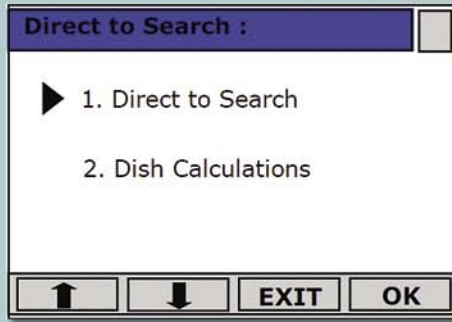 Direct to Search :
1. Direct to Search
2. Dish Calculations
EXIT OK